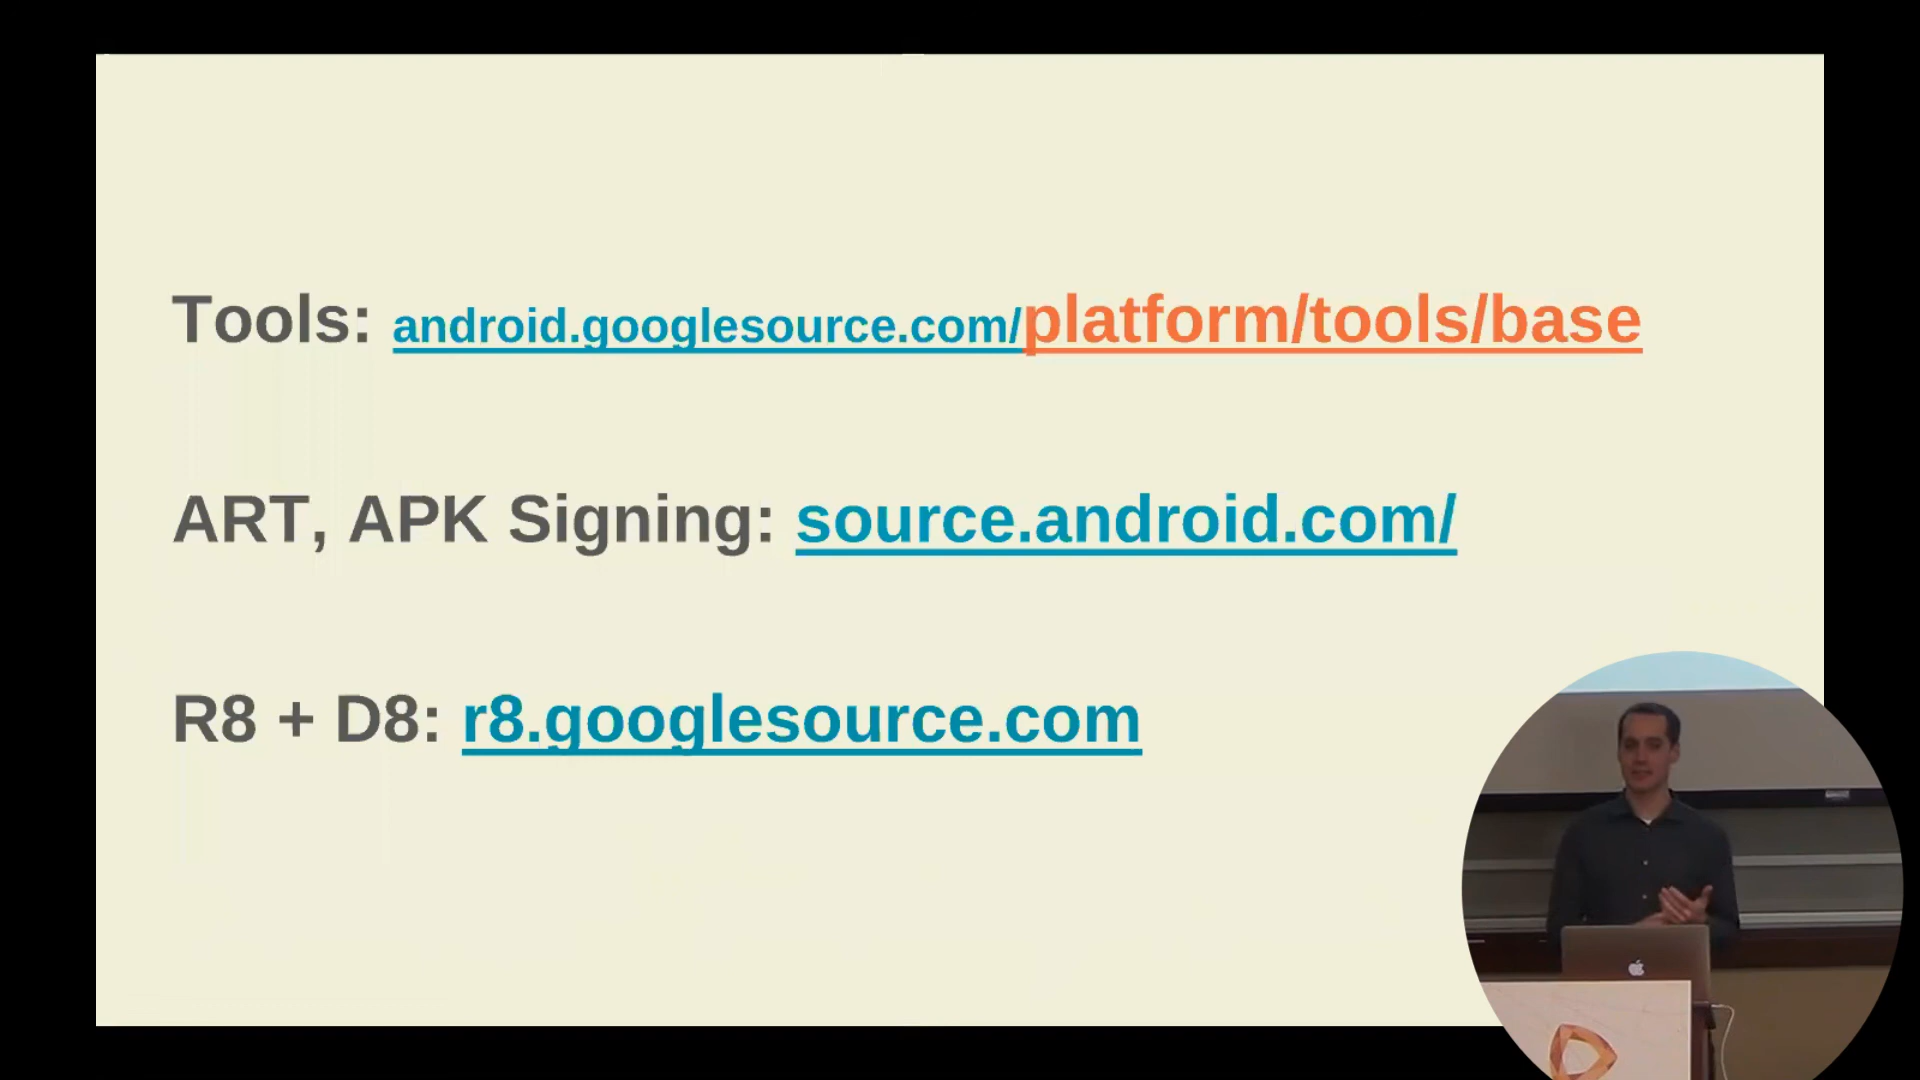 Tools: android.googlesource.com/platform/tools/base
ART, APK Signing: source.android.com/
R8 + D8: r8.googlesource.com